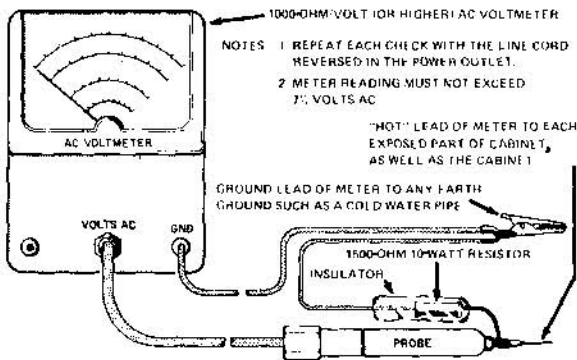 1000-OHM/VOLT (OR HIGHER) AC VOLTMETER
NOTES 1 REPEAT EACH CHECK WITH THE LINE CORD
REVERSED IN THE POWER OUTLET.
2 METER READING MUST NOT EXCEED
7½ VOLTS AC
"HOT" LEAD OF METER TO EACH
EXPOSED PART OF CABINET,
AS WELL AS THE CABINET
AC VOLTMETER
GROUND LEAD OF METER TO ANY EARTH
GROUND SUCH AS A COLD WATER PIPE
VOLTS AC
GND
1500-OHM 10-WATT RESISTOR
INSULATOR
PROBE